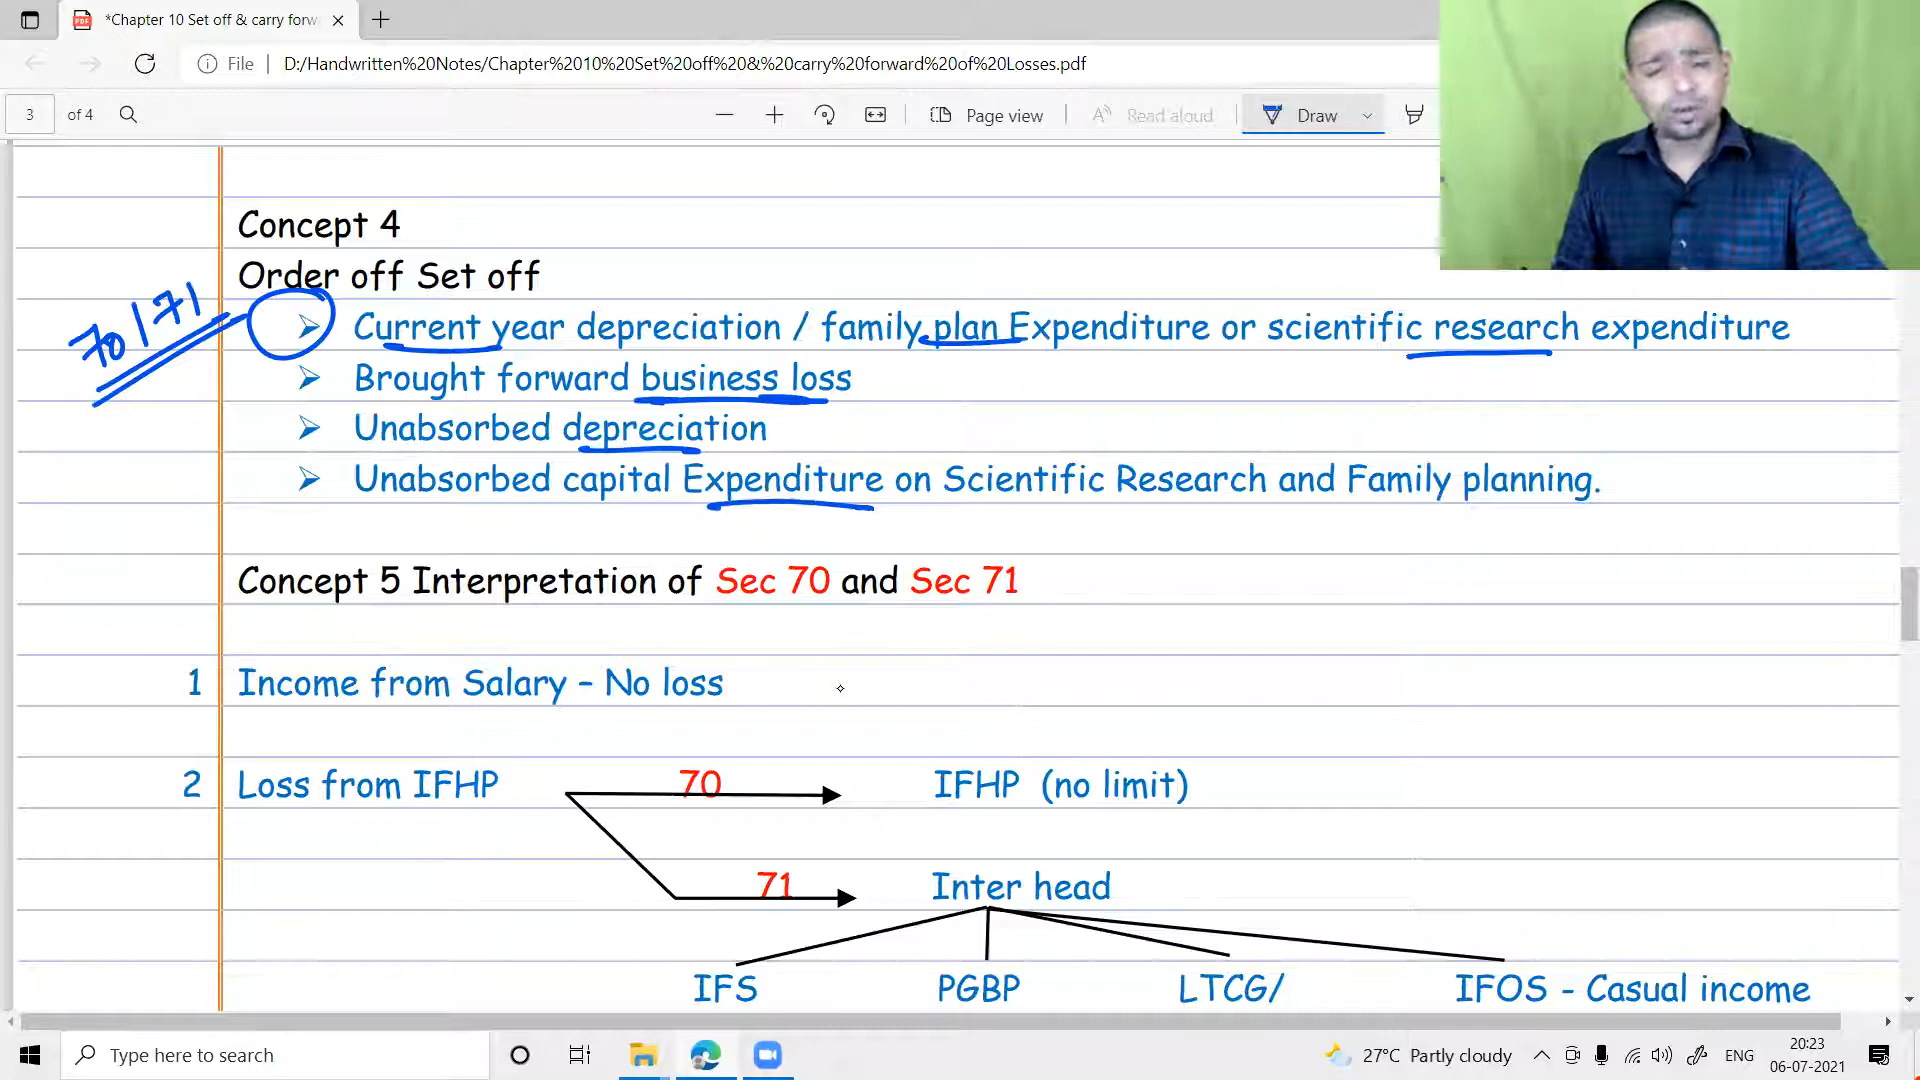 *Chapter 10 Set off & carry forw
File
D:/Handwritten%20Notes/Chapter%2010%20Set%20off%20&%20carry%20forward%20of%20Losses.pdf
3 of 4
Page view
Read aloud
Draw
Concept 4
Order off Set off
70/71
➢ Current year depreciation / family plan Expenditure or scientific research expenditure
➢ Brought forward business loss
➢ Unabsorbed depreciation
➢ Unabsorbed capital Expenditure on Scientific Research and Family planning.
Concept 5 Interpretation of Sec 70 and Sec 71
1 Income from Salary – No loss
2 Loss from IFHP 70 IFHP (no limit)
71 Inter head
IFS PGBP LTCG/ IFOS - Casual income
Type here to search
27°C Partly cloudy
ENG
20:23
06-07-2021